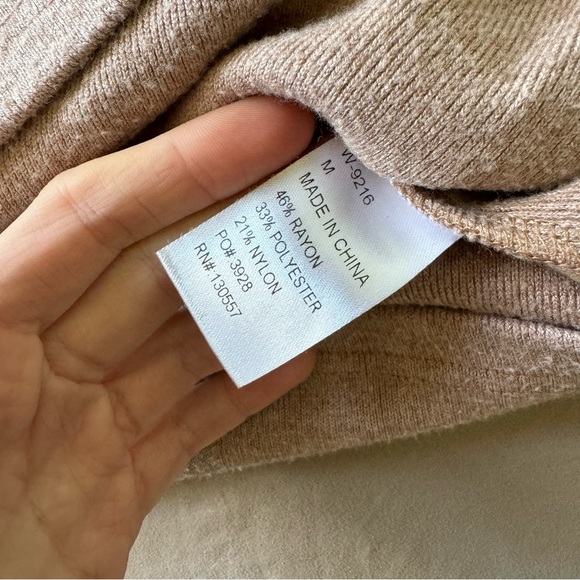 W-9216
M
MADE IN CHINA
46% RAYON
33% POLYESTER
21% NYLON
PO# 3928
RN# 130557